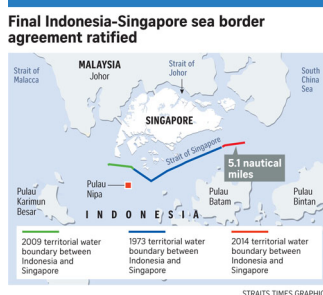 Final Indonesia-Singapore sea border
agreement ratified
Strait of
Malacca
MALAYSIA
Johor
Strait of
Johor
South
China
Sea
SINGAPORE
Strait of Singapore
5.1 nautical
miles
Pulau
Karimun
Besar
Pulau
Nipa
Pulau
Batam
Pulau
Bintan
INDONESIA
2009 territorial water
boundary between
Indonesia and
Singapore
1973 territorial water
boundary between
Indonesia and
Singapore
2014 territorial water
boundary between
Indonesia and
Singapore
STRAITS TIMES GRAPHIC